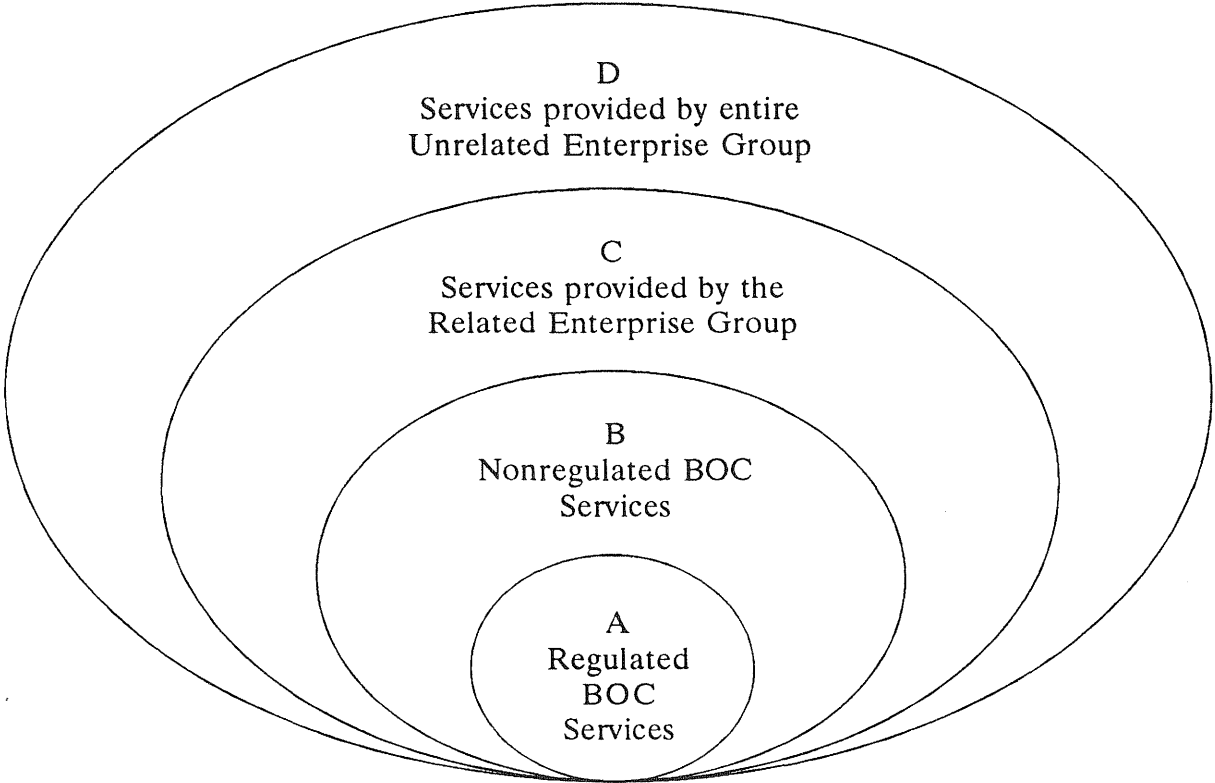 D
Services provided by entire
Unrelated Enterprise Group
C
Services provided by the
Related Enterprise Group
B
Nonregulated BOC
Services
A
Regulated
BOC
Services